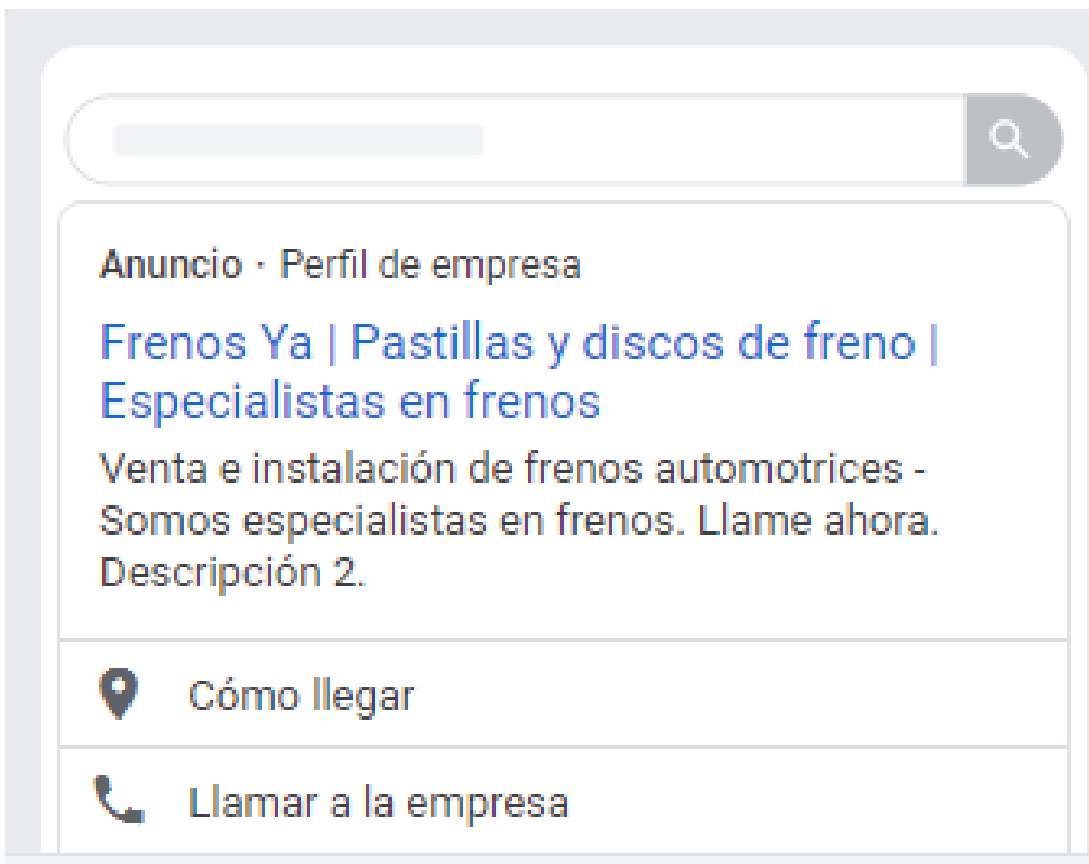 Anuncio · Perfil de empresa
Frenos Ya | Pastillas y discos de freno |
Especialistas en frenos
Venta e instalación de frenos automotrices -
Somos especialistas en frenos. Llame ahora.
Descripción 2.
Cómo llegar
Llamar a la empresa